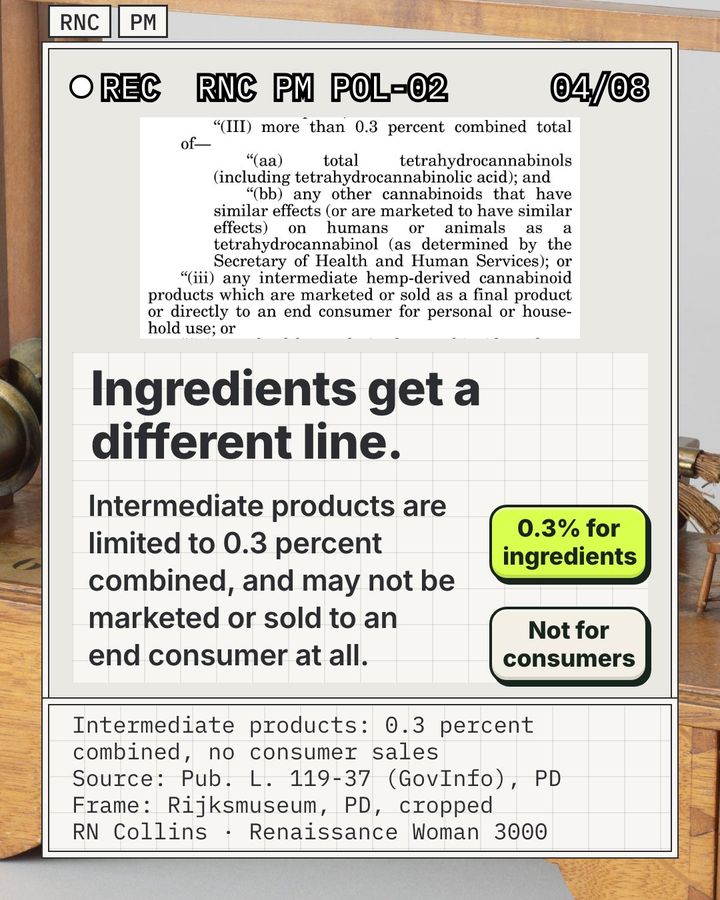 RNC PM
REC RNC PM POL-02 04/08
“(III) more than 0.3 percent combined total
of—
“(aa) total tetrahydrocannabinols
(including tetrahydrocannabinolic acid); and
“(bb) any other cannabinoids that have
similar effects (or are marketed to have similar
effects) on humans or animals as a
tetrahydrocannabinol (as determined by the
Secretary of Health and Human Services); or
“(iii) any intermediate hemp-derived cannabinoid
products which are marketed or sold as a final product
or directly to an end consumer for personal or house-
hold use; or
Ingredients get a
different line.
Intermediate products are
limited to 0.3 percent
combined, and may not be
marketed or sold to an
end consumer at all.
0.3% for
ingredients
Not for
consumers
Intermediate products: 0.3 percent
combined, no consumer sales
Source: Pub. L. 119-37 (GovInfo), PD
Frame: Rijksmuseum, PD, cropped
RN Collins · Renaissance Woman 3000